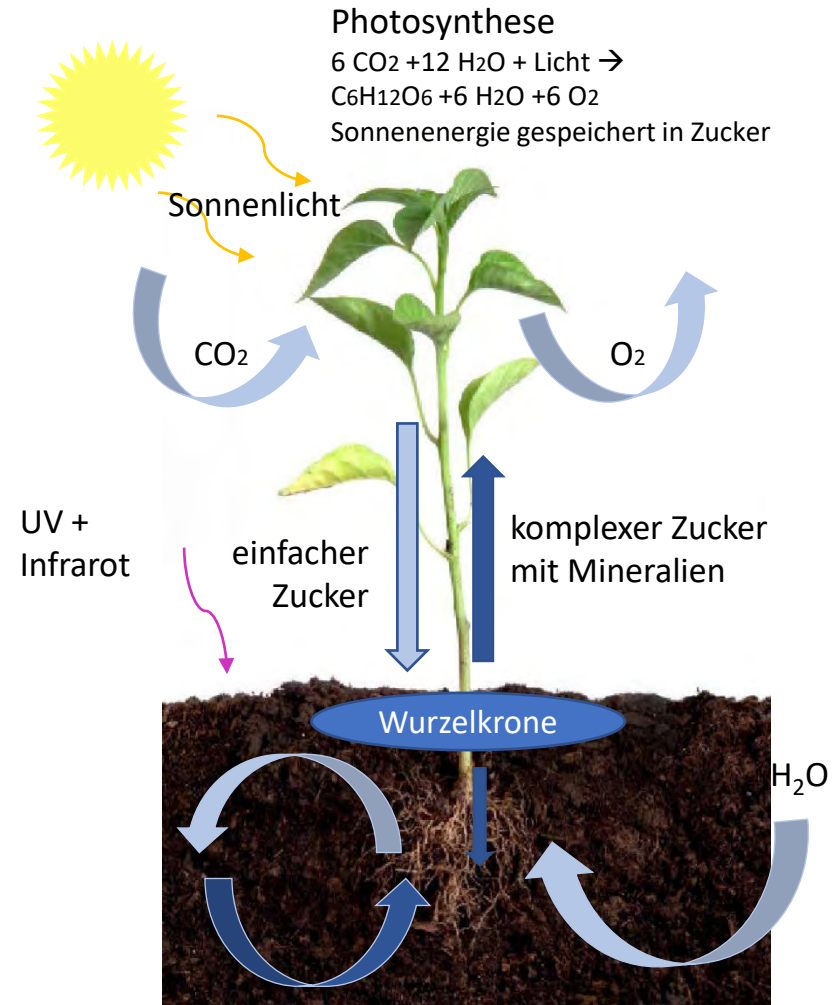 Photosynthese
6 CO2 +12 H2O + Licht →
C6H12O6 +6 H2O +6 O2
Sonnenenergie gespeichert in Zucker
Sonnenlicht
CO2
O2
UV +
Infrarot
einfacher
Zucker
komplexer Zucker
mit Mineralien
Wurzelkrone
H₂O